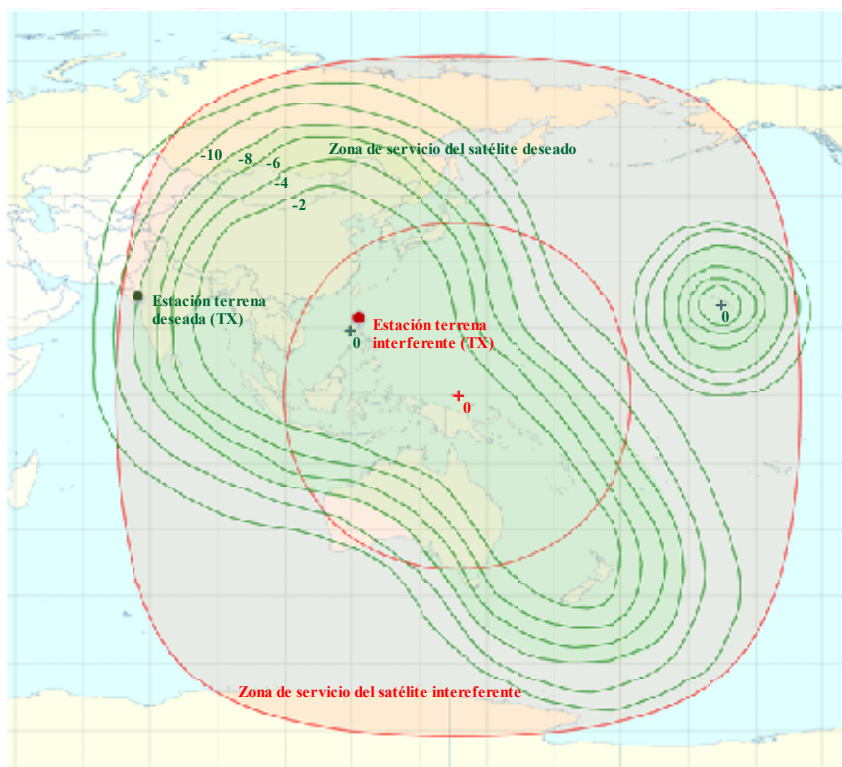 Zona de servicio del satélite deseado
-10
-8
-6
-4
-2
Estación terrena
deseada (TX)
Estación terrena
interferente (TX)
0
0
0
Zona de servicio del satélite intereferente